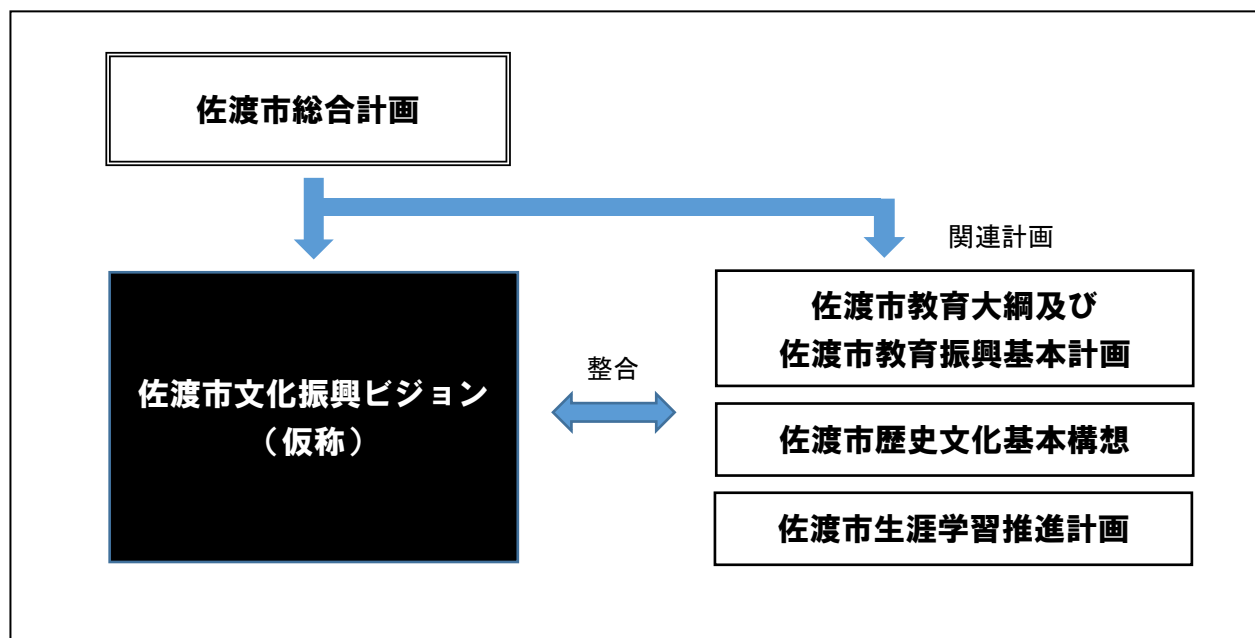 佐渡市総合計画
関連計画
佐渡市教育大綱及び
佐渡市教育振興基本計画
整合
佐渡市文化振興ビジョン
（仮称）
佐渡市歴史文化基本構想
佐渡市生涯学習推進計画